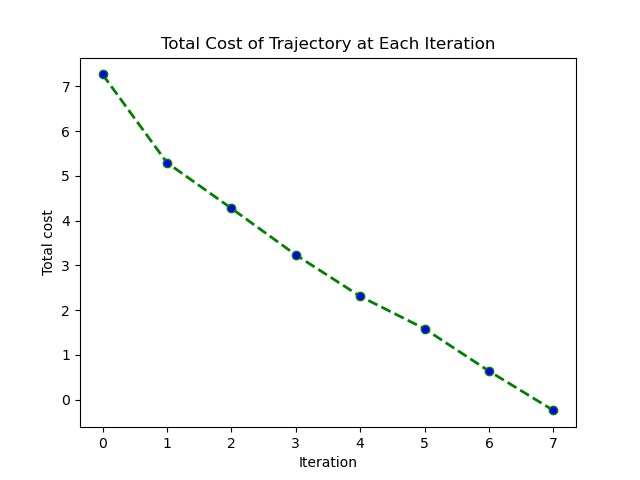 Total Cost of Trajectory at Each Iteration
Total cost
7
6
5
4
3
2
1
0
0 1 2 3 4 5 6 7
Iteration